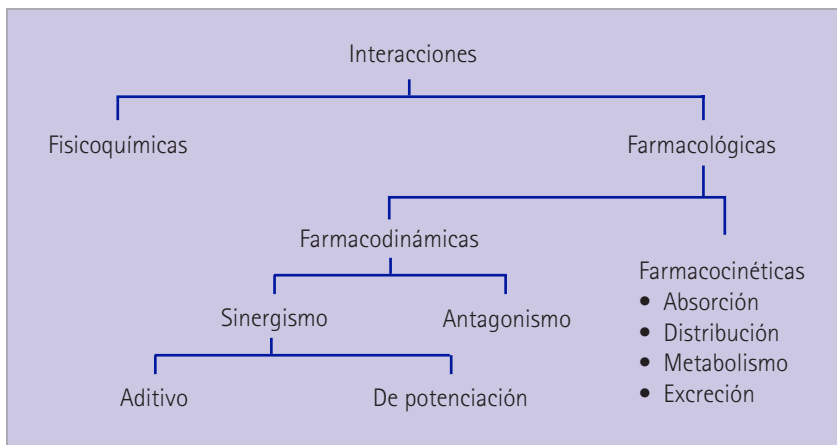 Interacciones
Fisicoquímicas
Farmacológicas
Farmacodinámicas
Farmacocinéticas
• Absorción
• Distribución
• Metabolismo
• Excreción
Sinergismo
Antagonismo
Aditivo
De potenciación